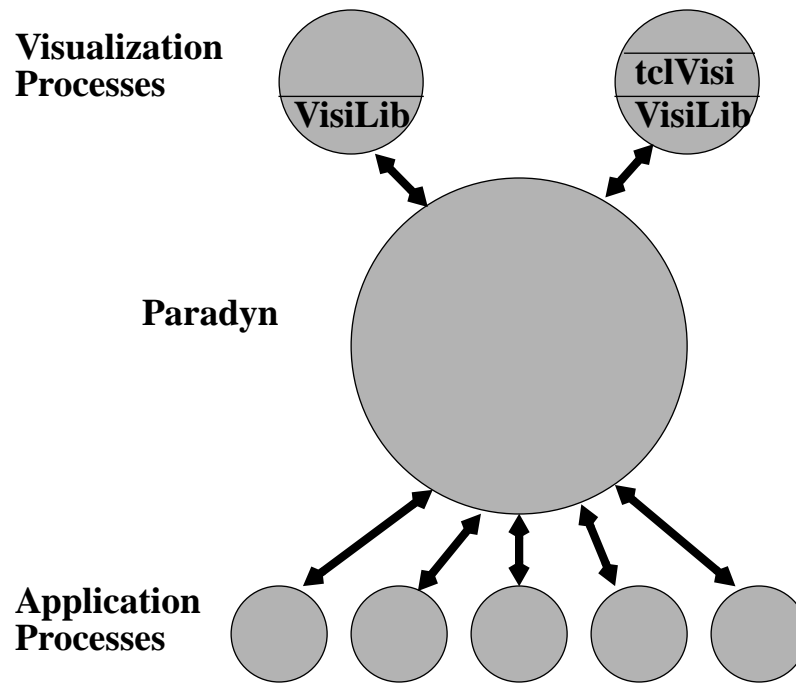 Visualization
Processes
VisiLib
tclVisi
VisiLib
Paradyn
Application
Processes